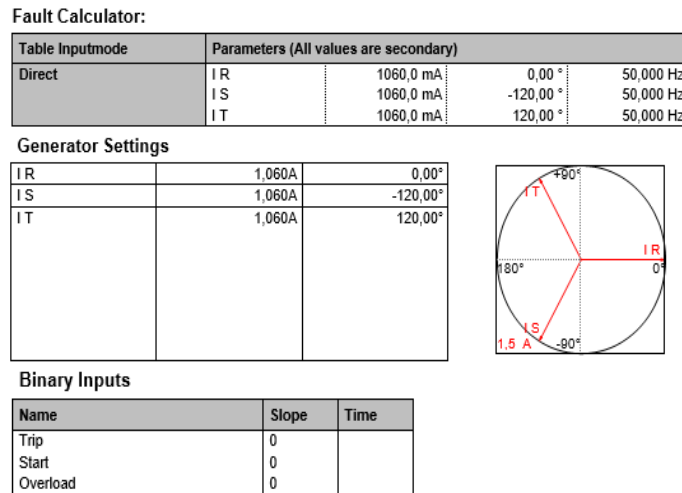 Fault Calculator:
Table Inputmode Parameters (All values are secondary)
Direct I R 1060,0 mA 0,00 ° 50,000 Hz
I S 1060,0 mA -120,00 ° 50,000 Hz
I T 1060,0 mA 120,00 ° 50,000 Hz
Generator Settings
I R 1,060A 0,00°
I S 1,060A -120,00°
I T 1,060A 120,00°
+90°
I T
I R
180° 0°
I S
1,5 A -90°
Binary Inputs
Name Slope Time
Trip 0
Start 0
Overload 0